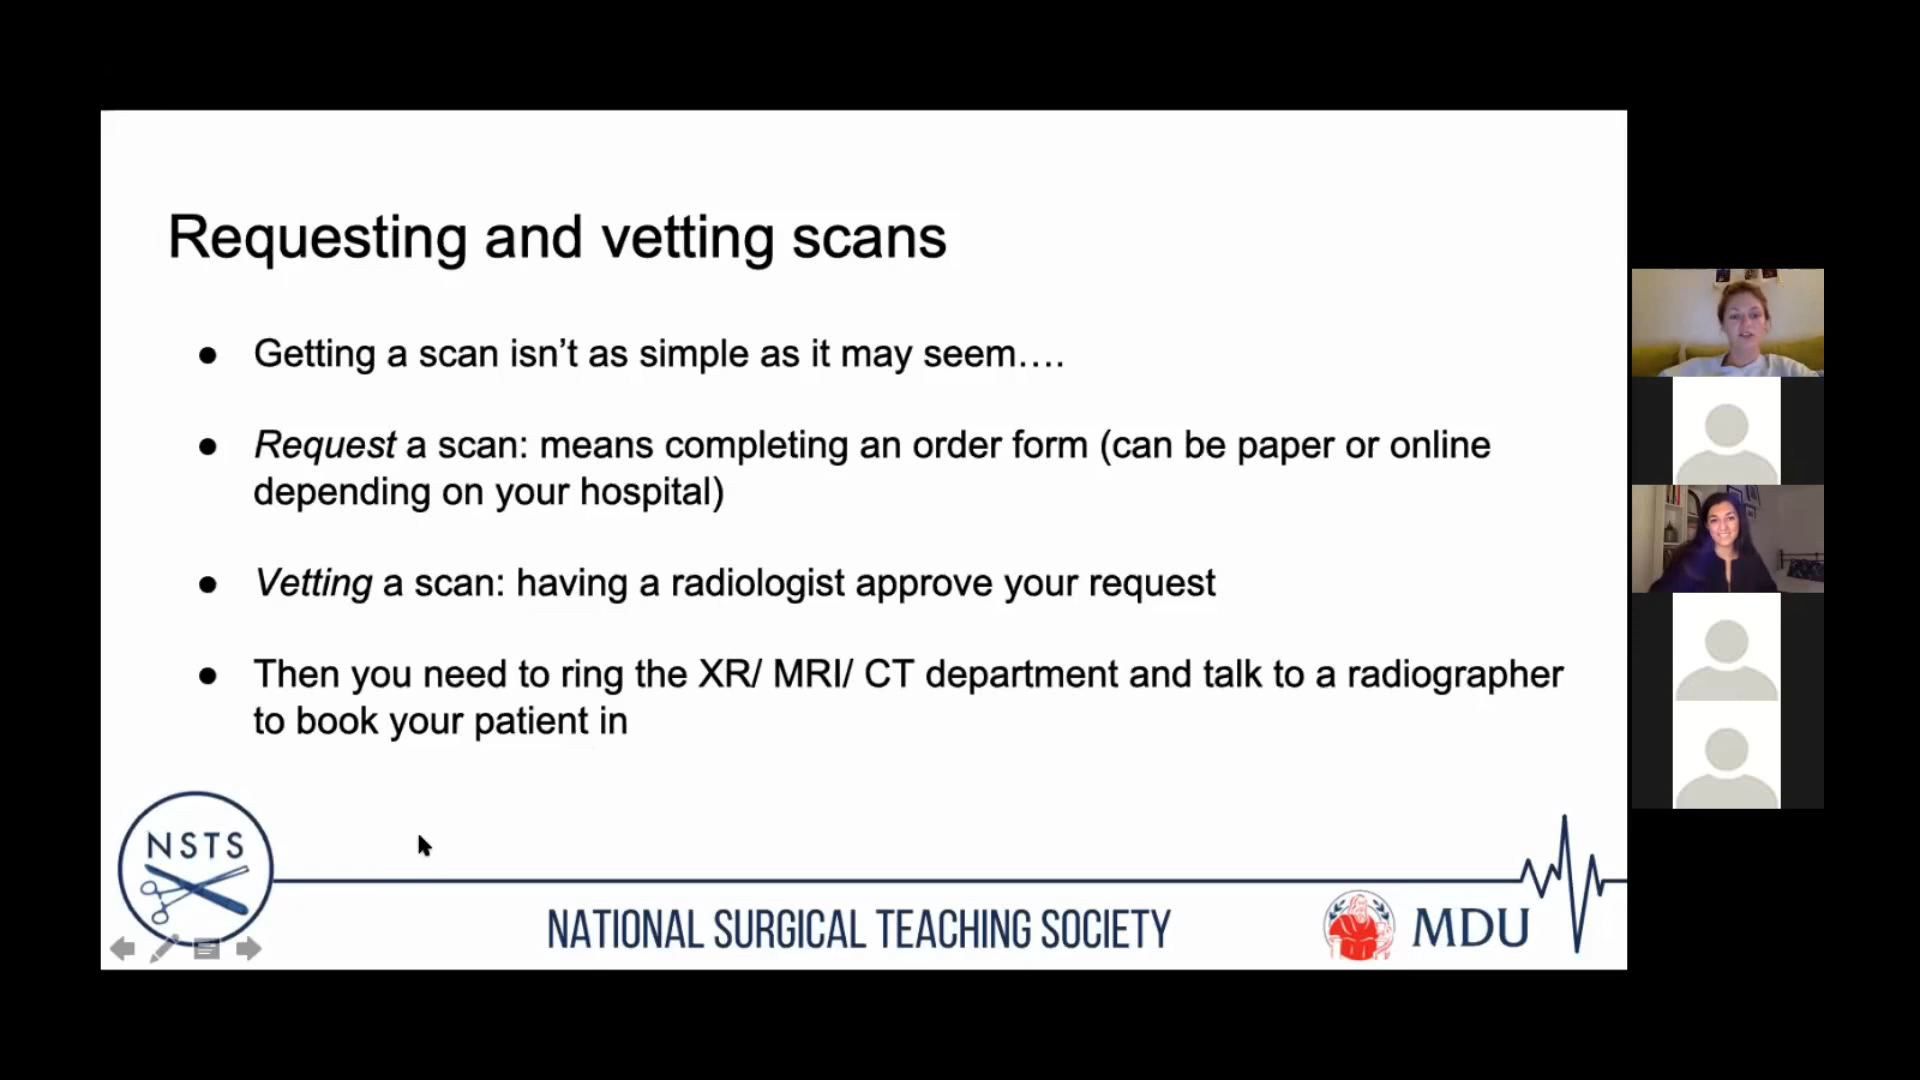 Requesting and vetting scans
● Getting a scan isn’t as simple as it may seem….
● Request a scan: means completing an order form (can be paper or online
depending on your hospital)
● Vetting a scan: having a radiologist approve your request
● Then you need to ring the XR/ MRI/ CT department and talk to a radiographer
to book your patient in
NSTS
NATIONAL SURGICAL TEACHING SOCIETY
MDU